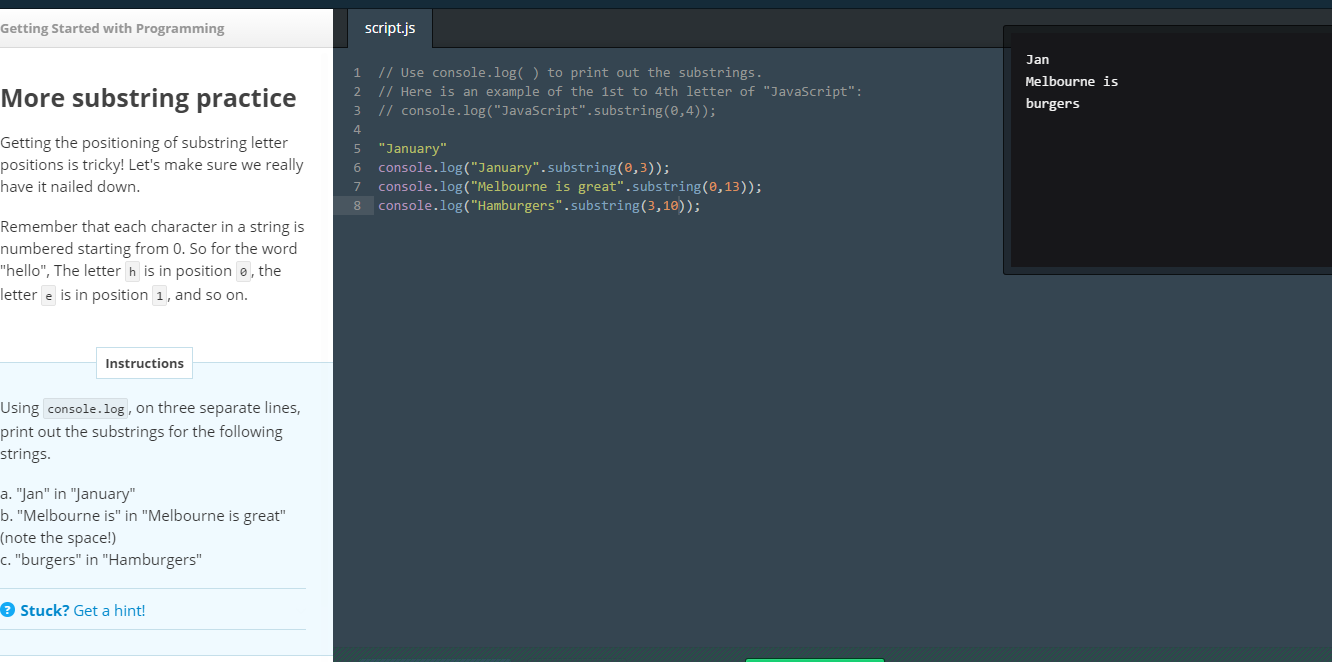 Getting Started with Programming
More substring practice
Getting the positioning of substring letter
positions is tricky! Let's make sure we really
have it nailed down.
Remember that each character in a string is
numbered starting from 0. So for the word
"hello", The letter h is in position 0, the
letter e is in position 1, and so on.
Instructions
Using console.log, on three separate lines,
print out the substrings for the following
strings.
a. "Jan" in "January"
b. "Melbourne is" in "Melbourne is great"
(note the space!)
c. "burgers" in "Hamburgers"
? Stuck? Get a hint!
script.js
1 // Use console.log( ) to print out the substrings.
2 // Here is an example of the 1st to 4th letter of "JavaScript":
3 // console.log("JavaScript".substring(0,4));
4
5 "January"
6 console.log("January".substring(0,3));
7 console.log("Melbourne is great".substring(0,13));
8 console.log("Hamburgers".substring(3,10));
Jan
Melbourne is
burgers